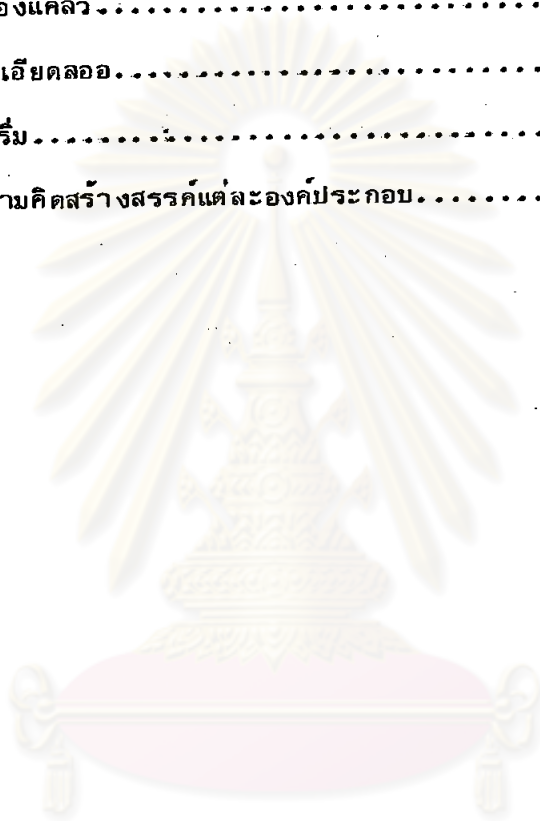 องแคล่ว....................................
เอียดลออ....................................
ริ่ม....................................
ามคิดสร้างสรรค์แต่ละองค์ประกอบ........